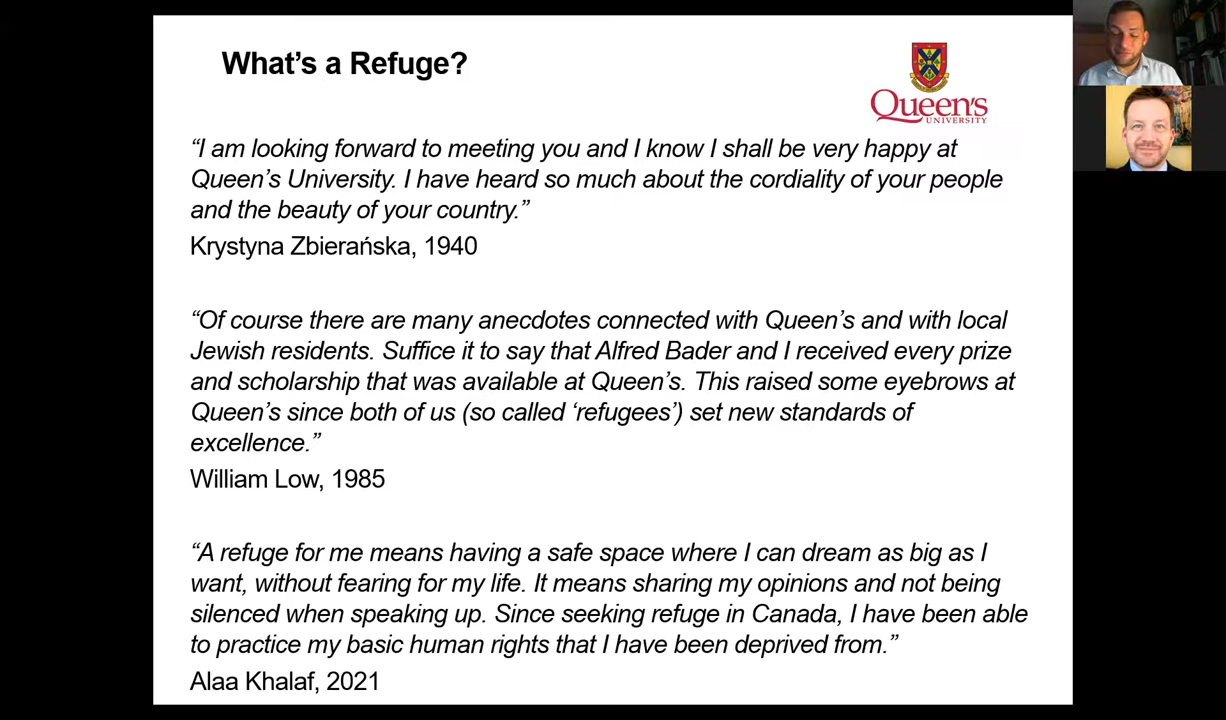 What’s a Refuge?
Queen's
UNIVERSITY
“I am looking forward to meeting you and I know I shall be very happy at
Queen’s University. I have heard so much about the cordiality of your people
and the beauty of your country.”
Krystyna Zbierańska, 1940
“Of course there are many anecdotes connected with Queen’s and with local
Jewish residents. Suffice it to say that Alfred Bader and I received every prize
and scholarship that was available at Queen’s. This raised some eyebrows at
Queen’s since both of us (so called ‘refugees’) set new standards of
excellence.”
William Low, 1985
“A refuge for me means having a safe space where I can dream as big as I
want, without fearing for my life. It means sharing my opinions and not being
silenced when speaking up. Since seeking refuge in Canada, I have been able
to practice my basic human rights that I have been deprived from.”
Alaa Khalaf, 2021